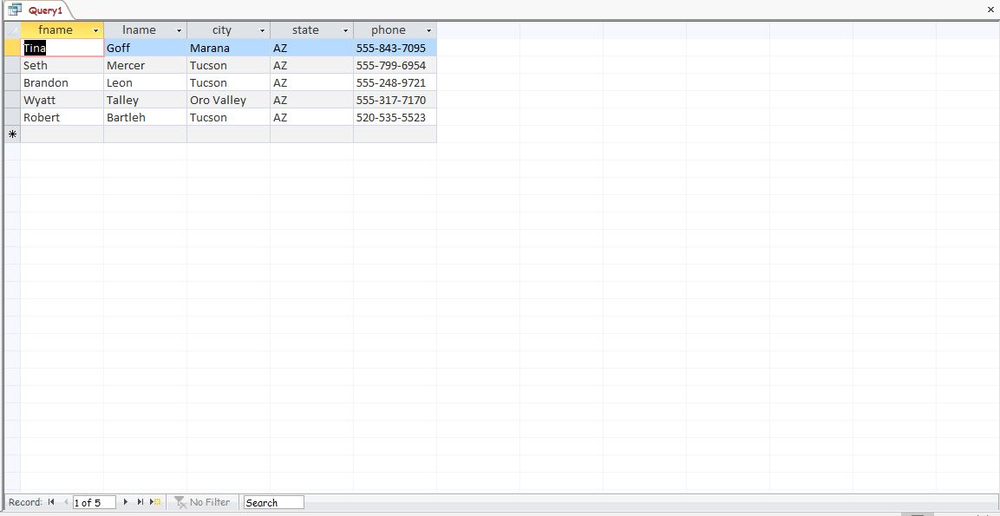 Query1
fname lname city state phone
Tina Goff Marana AZ 555-843-7095
Seth Mercer Tucson AZ 555-799-6954
Brandon Leon Tucson AZ 555-248-9721
Wyatt Talley Oro Valley AZ 555-317-7170
Robert Bartleh Tucson AZ 520-535-5523
Record: 1 of 5 No Filter Search